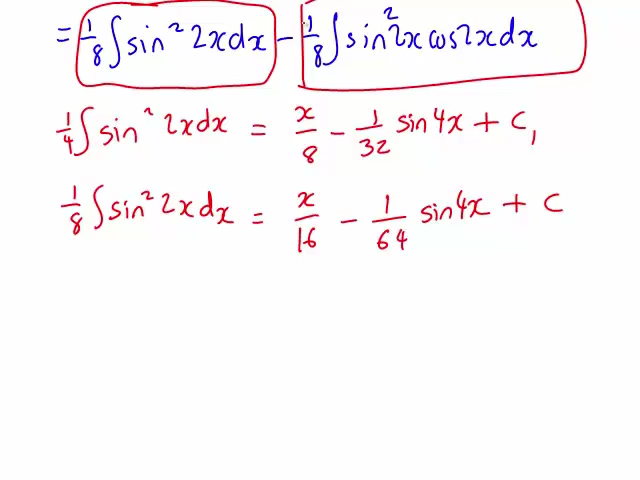 = 1/8 ∫ sin² 2x dx − 1/8 ∫ sin² 2x cos 2x dx
1/4 ∫ sin² 2x dx = x/8 − 1/32 sin 4x + C₁
1/8 ∫ sin² 2x dx = x/16 − 1/64 sin 4x + C